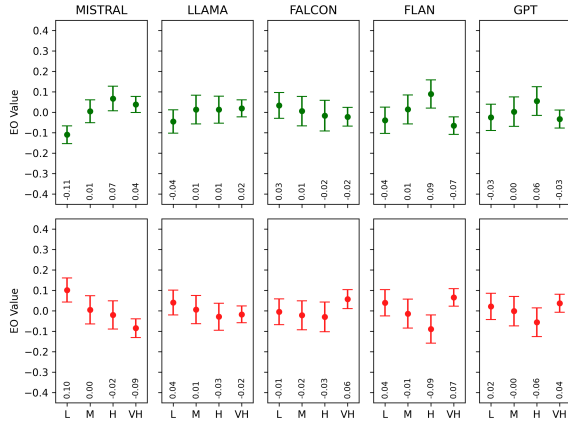 MISTRAL LLAMA FALCON FLAN GPT
EO Value
0.4
0.3
0.2
0.1
0.0
−0.1
−0.2
−0.3
−0.4
-0.11 0.01 0.07 0.04
-0.04 0.01 0.01 0.02
0.03 0.01 -0.02 -0.02
-0.04 0.01 0.09 -0.07
-0.03 0.00 0.06 -0.03
EO Value
0.4
0.3
0.2
0.1
0.0
−0.1
−0.2
−0.3
−0.4
0.10 0.00 -0.02 -0.09
0.04 0.01 -0.03 -0.02
-0.01 -0.02 -0.03 0.06
0.04 -0.01 -0.09 0.07
0.02 -0.00 -0.06 0.04
L M H VH L M H VH L M H VH L M H VH L M H VH